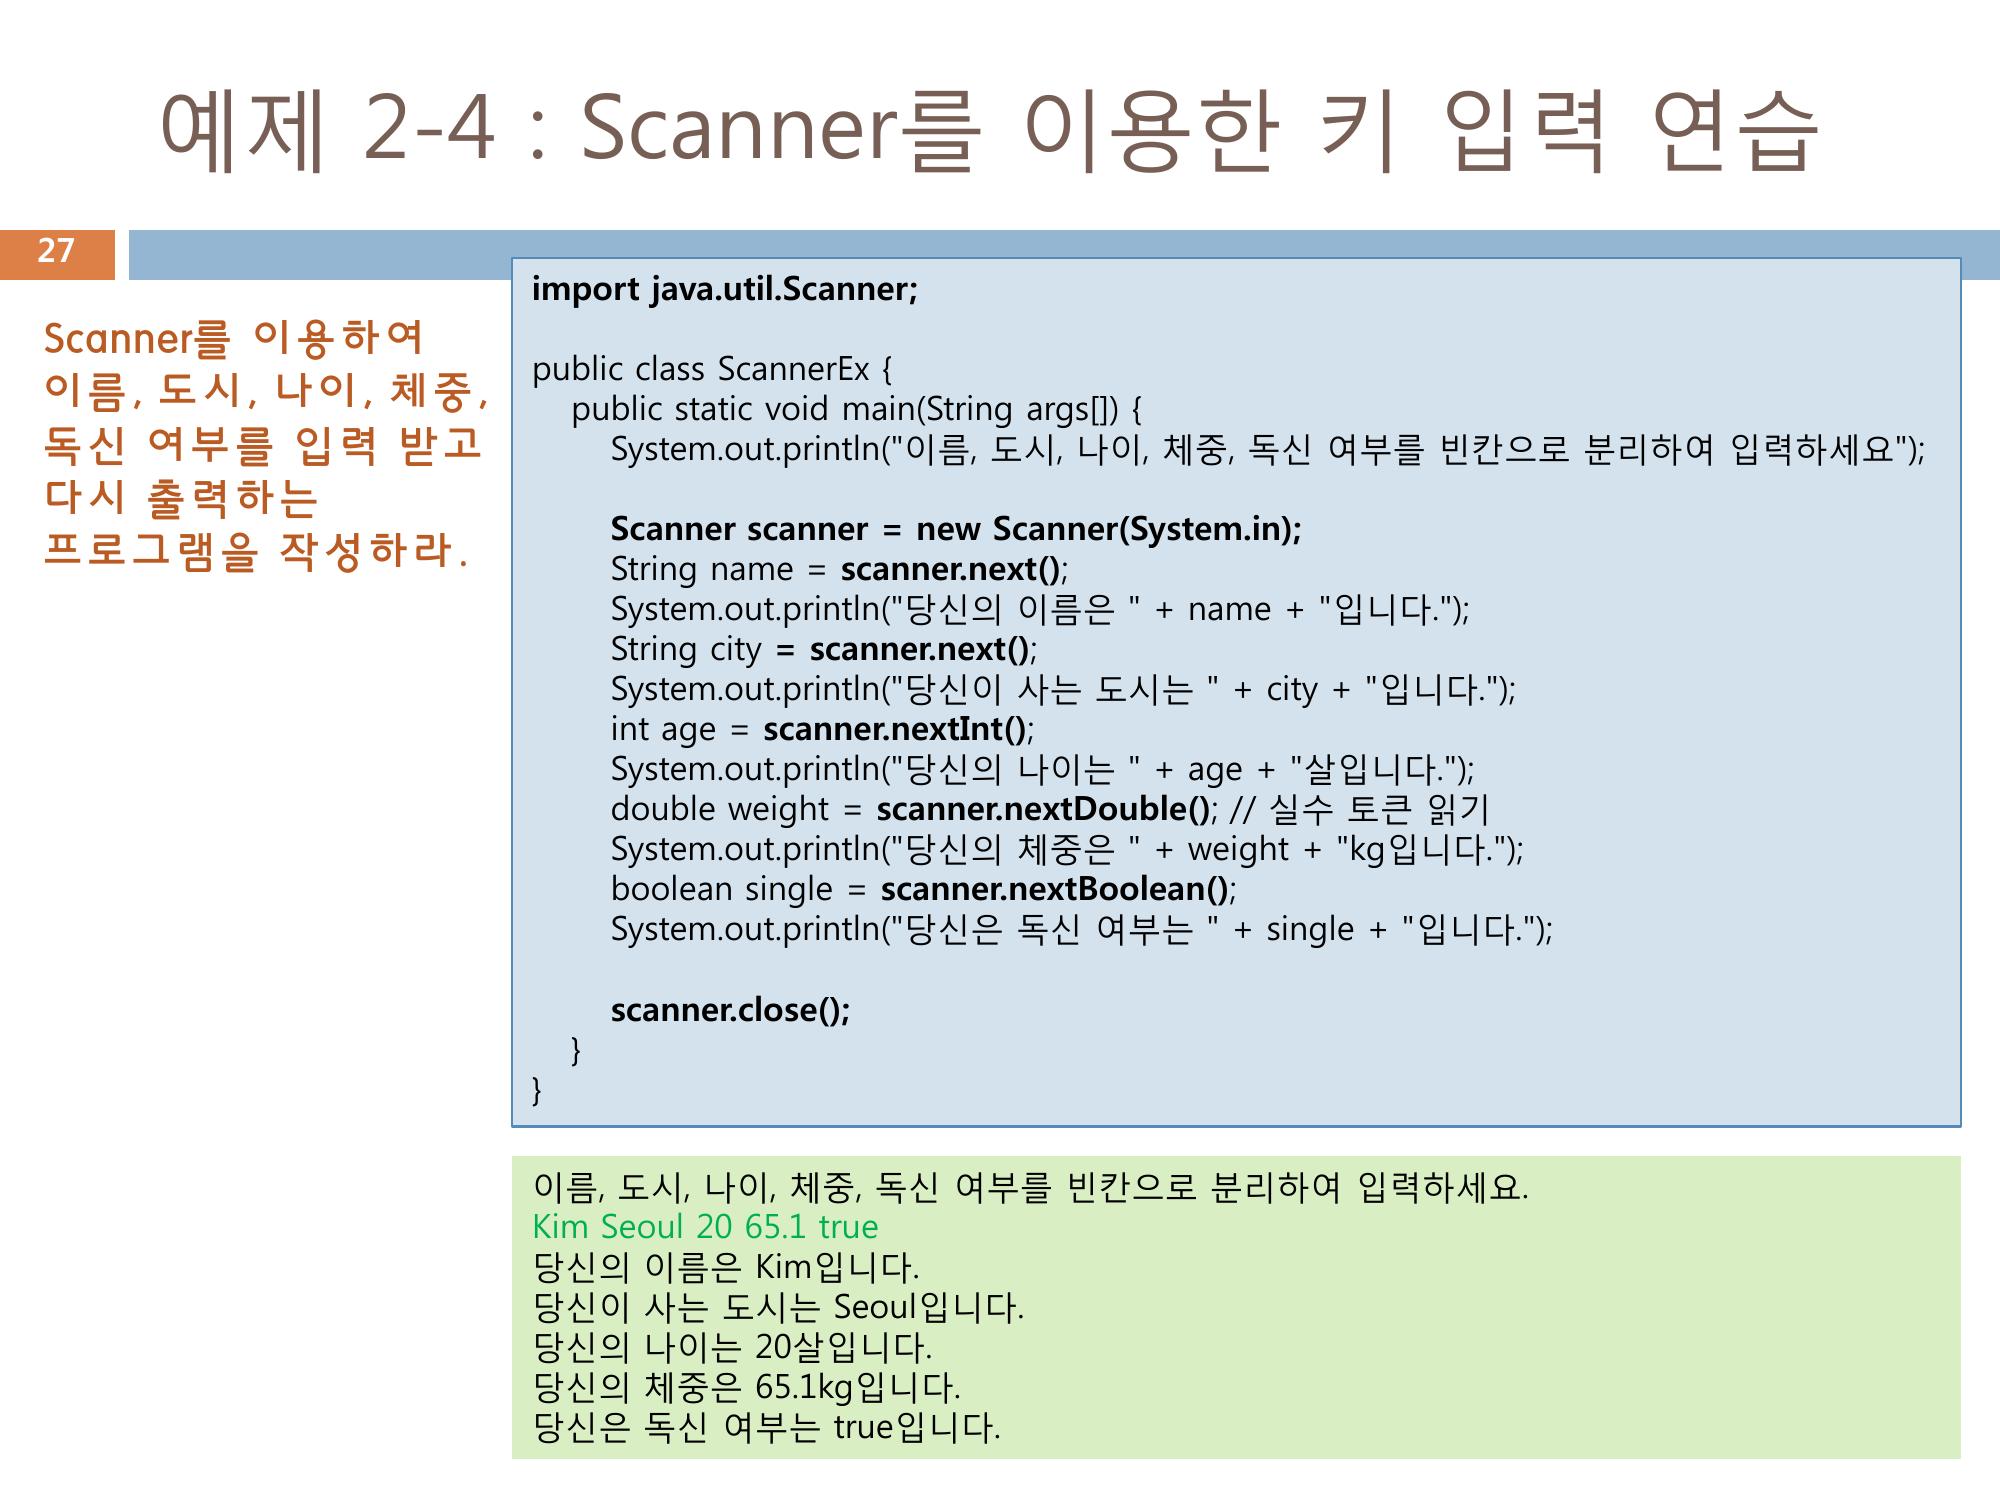 예제 2-4 : Scanner를 이용한 키 입력 연습
27
Scanner를 이용하여
이름, 도시, 나이, 체중,
독신 여부를 입력 받고
다시 출력하는
프로그램을 작성하라.
import java.util.Scanner;
public class ScannerEx {
public static void main(String args[]) {
System.out.println("이름, 도시, 나이, 체중, 독신 여부를 빈칸으로 분리하여 입력하세요");
Scanner scanner = new Scanner(System.in);
String name = scanner.next();
System.out.println("당신의 이름은 " + name + "입니다.");
String city = scanner.next();
System.out.println("당신이 사는 도시는 " + city + "입니다.");
int age = scanner.nextInt();
System.out.println("당신의 나이는 " + age + "살입니다.");
double weight = scanner.nextDouble(); // 실수 토큰 읽기
System.out.println("당신의 체중은 " + weight + "kg입니다.");
boolean single = scanner.nextBoolean();
System.out.println("당신은 독신 여부는 " + single + "입니다.");
scanner.close();
}
}
이름, 도시, 나이, 체중, 독신 여부를 빈칸으로 분리하여 입력하세요.
Kim Seoul 20 65.1 true
당신의 이름은 Kim입니다.
당신이 사는 도시는 Seoul입니다.
당신의 나이는 20살입니다.
당신의 체중은 65.1kg입니다.
당신은 독신 여부는 true입니다.